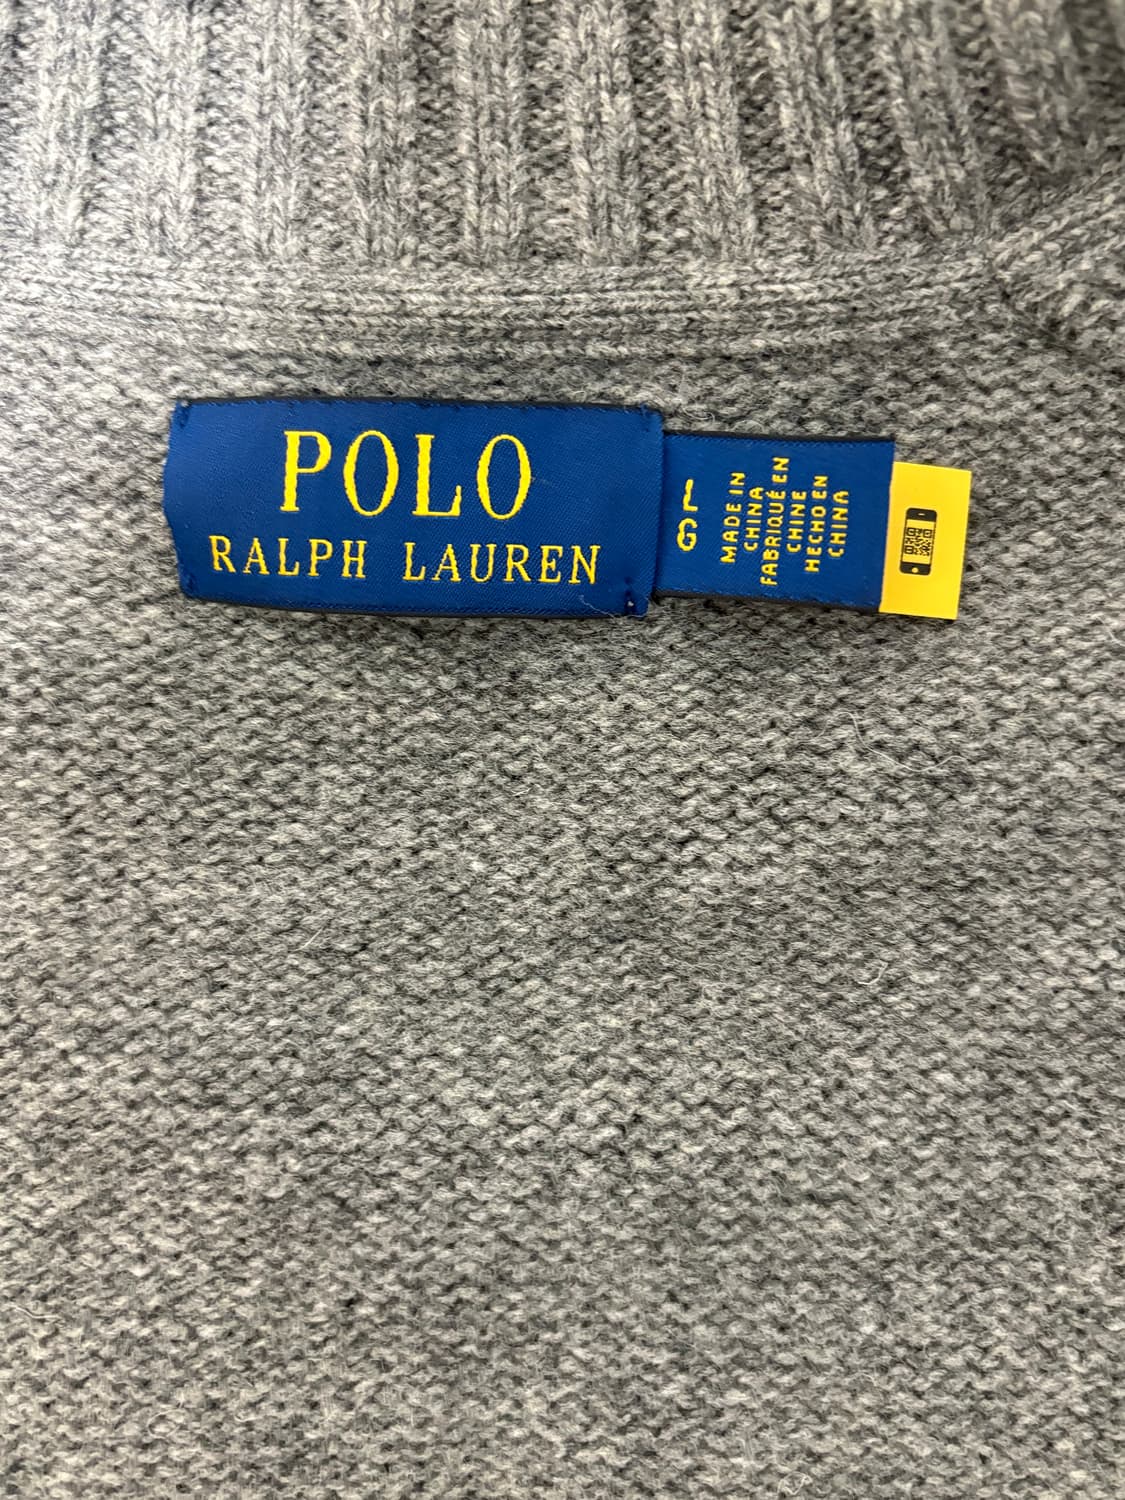 POLO
RALPH LAUREN
L
G
MADE IN
CHINA
FABRIQUÉ EN
CHINE
HECHO EN
CHINA